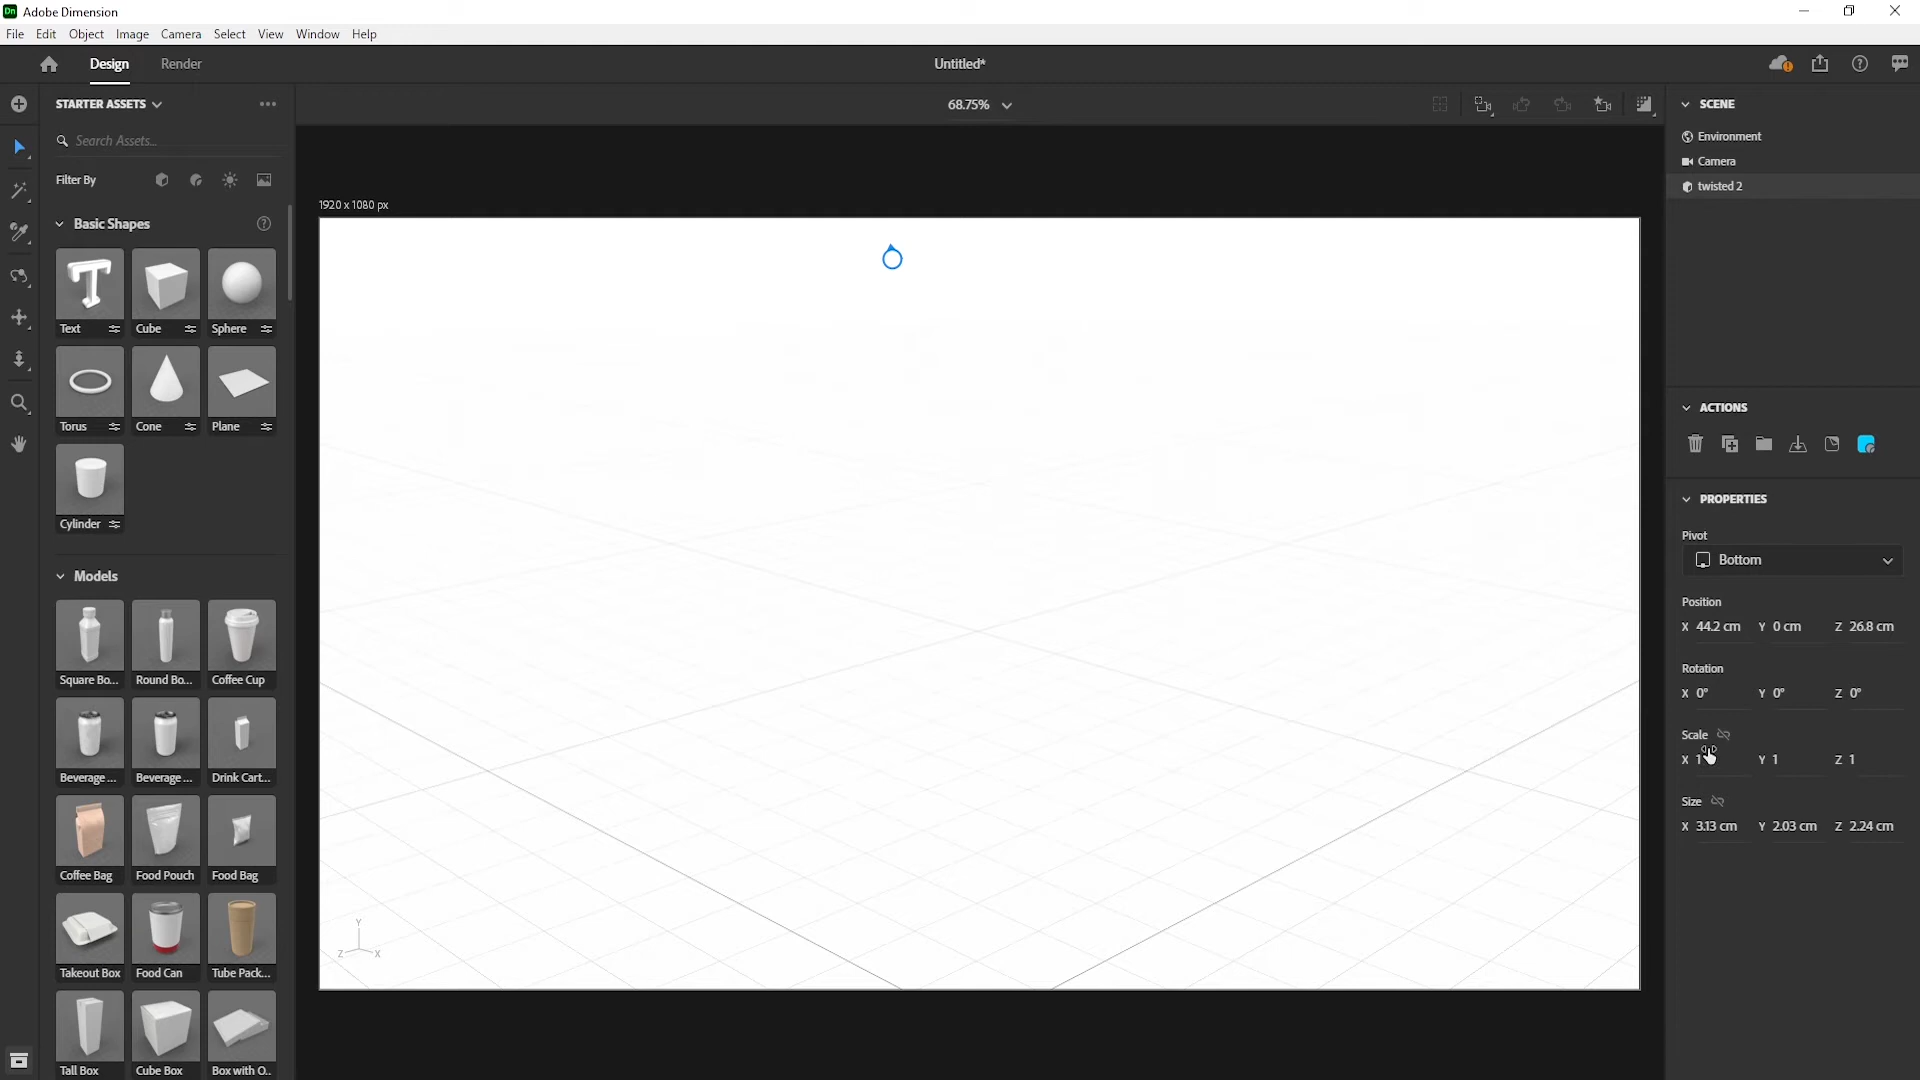 Dn Adobe Dimension
File Edit Object Image Camera Select View Window Help
Design Render Untitled*
STARTER ASSETS
68.75%
SCENE
Search Assets...
Environment
Filter By
Camera
twisted 2
1920 x 1080 px
Basic Shapes
Text Cube Sphere
Torus Cone Plane
ACTIONS
Cylinder
PROPERTIES
Pivot
Bottom
Models
Position
X 44.2 cm Y 0 cm Z 26.8 cm
Square Bo... Round Bo... Coffee Cup
Rotation
X 0° Y 0° Z 0°
Scale
X 1 Y 1 Z 1
Beverage ... Beverage ... Drink Cart...
Size
X 3.13 cm Y 2.03 cm Z 2.24 cm
Coffee Bag Food Pouch Food Bag
Y
Z X
Takeout Box Food Can Tube Pack...
Tall Box Cube Box Box with O..